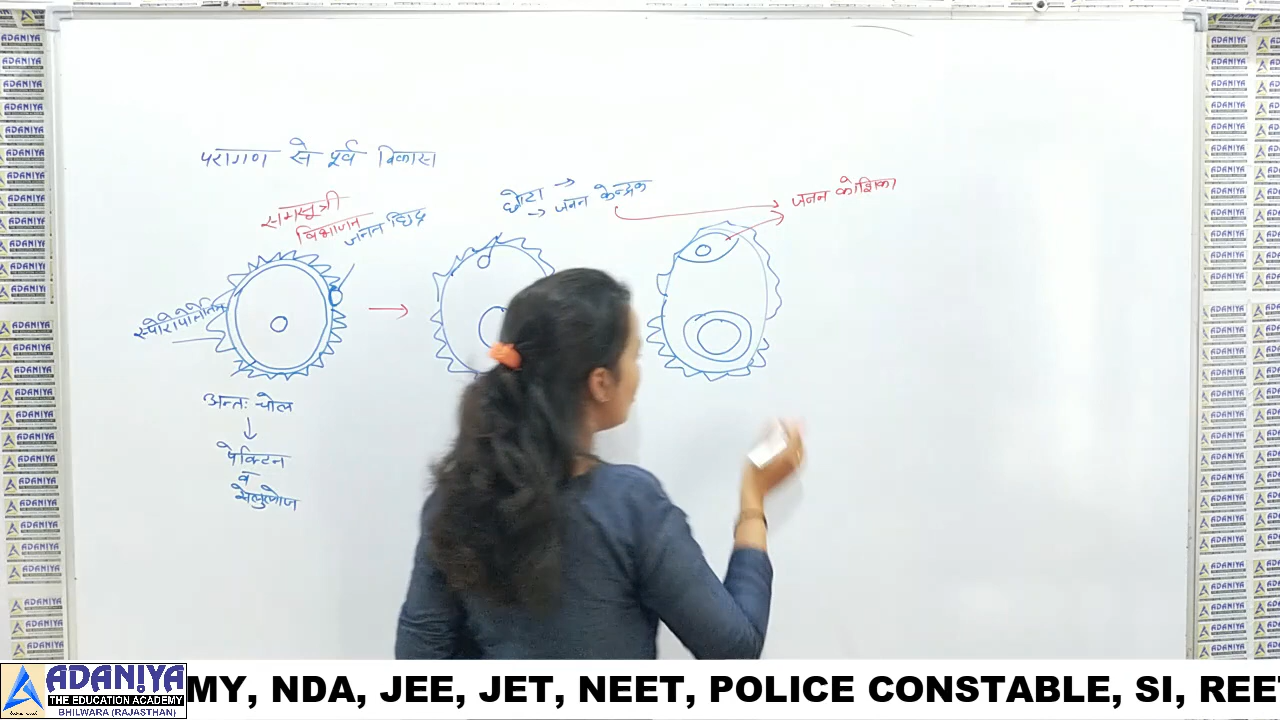 परागण से पूर्व विकास
समसूत्री
विभाजन
जनन छिद्र
छोटा →
→ जनन केन्द्रक
जनन कोशिका
स्पोरोपोलेनिन
अन्तः चोल
↓
पेक्टिन
व
सेलुलोज
ADANIYA
THE EDUCATION ACADEMY
BHILWARA (RAJASTHAN)
MY, NDA, JEE, JET, NEET, POLICE CONSTABLE, SI, REET